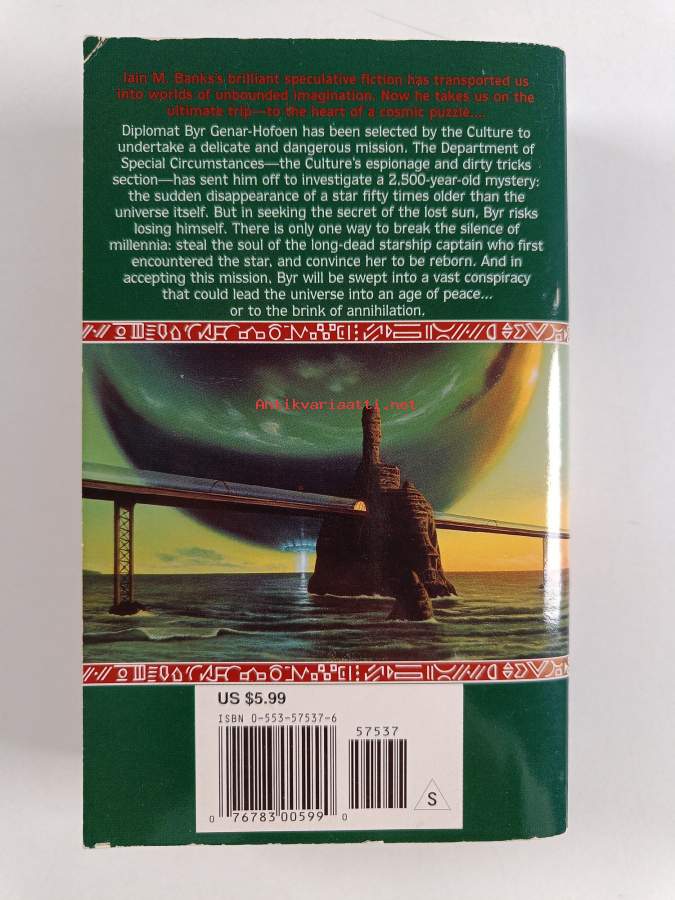 Iain M. Banks's brilliant speculative fiction has transported us
into worlds of unbounded imagination. Now he takes us on the
ultimate trip—to the heart of a cosmic puzzle....
Diplomat Byr Genar-Hofoen has been selected by the Culture to
undertake a delicate and dangerous mission. The Department of
Special Circumstances—the Culture's espionage and dirty tricks
section—has sent him off to investigate a 2,500-year-old mystery:
the sudden disappearance of a star fifty times older than the
universe itself. But in seeking the secret of the lost sun, Byr risks
losing himself. There is only one way to break the silence of
millennia: steal the soul of the long-dead starship captain who first
encountered the star, and convince her to be reborn. And in
accepting this mission, Byr will be swept into a vast conspiracy
that could lead the universe into an age of peace...
or to the brink of annihilation.
Antikvariaatti.net
US $5.99
ISBN 0-553-57537-6
57537
S
0 76783 00599 0